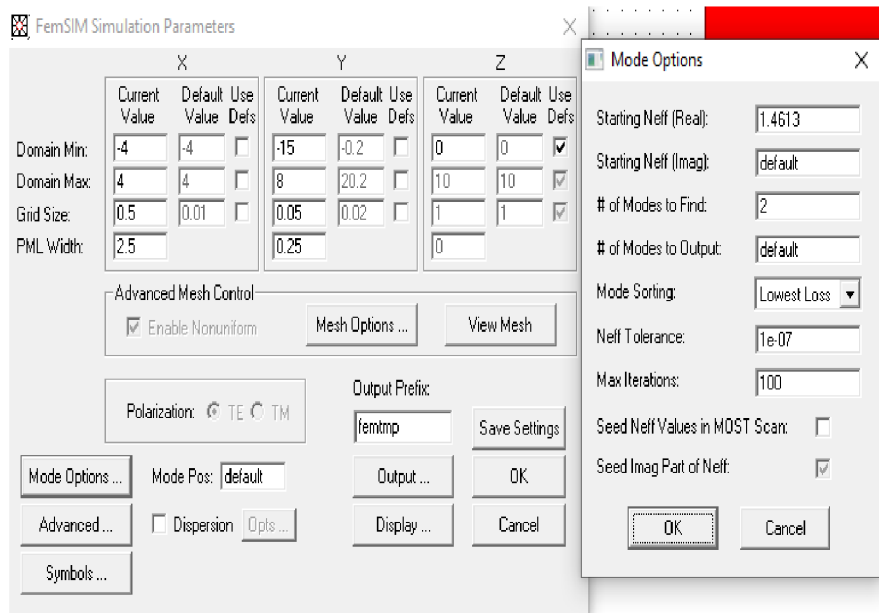 FemSIM Simulation Parameters
X Y Z
Current Value Default Value Use Defs Current Value Default Value Use Defs Current Value Default Value Use Defs
Domain Min: -4 -4 -15 -0.2 0 0
Domain Max: 4 4 8 20.2 10 10
Grid Size: 0.5 0.01 0.05 0.02 1 1
PML Width: 2.5 0.25 0
Advanced Mesh Control
Enable Nonuniform Mesh Options ... View Mesh
Polarization: TE TM
Output Prefix:
femtmp Save Settings
Mode Options ... Mode Pos: default Output ... OK
Advanced ... Dispersion Opts ... Display ... Cancel
Symbols ...
Mode Options
Starting Neff (Real): 1.4613
Starting Neff (Imag): default
# of Modes to Find: 2
# of Modes to Output: default
Mode Sorting: Lowest Loss
Neff Tolerance: 1e-07
Max Iterations: 100
Seed Neff Values in MOST Scan:
Seed Imag Part of Neff:
OK Cancel